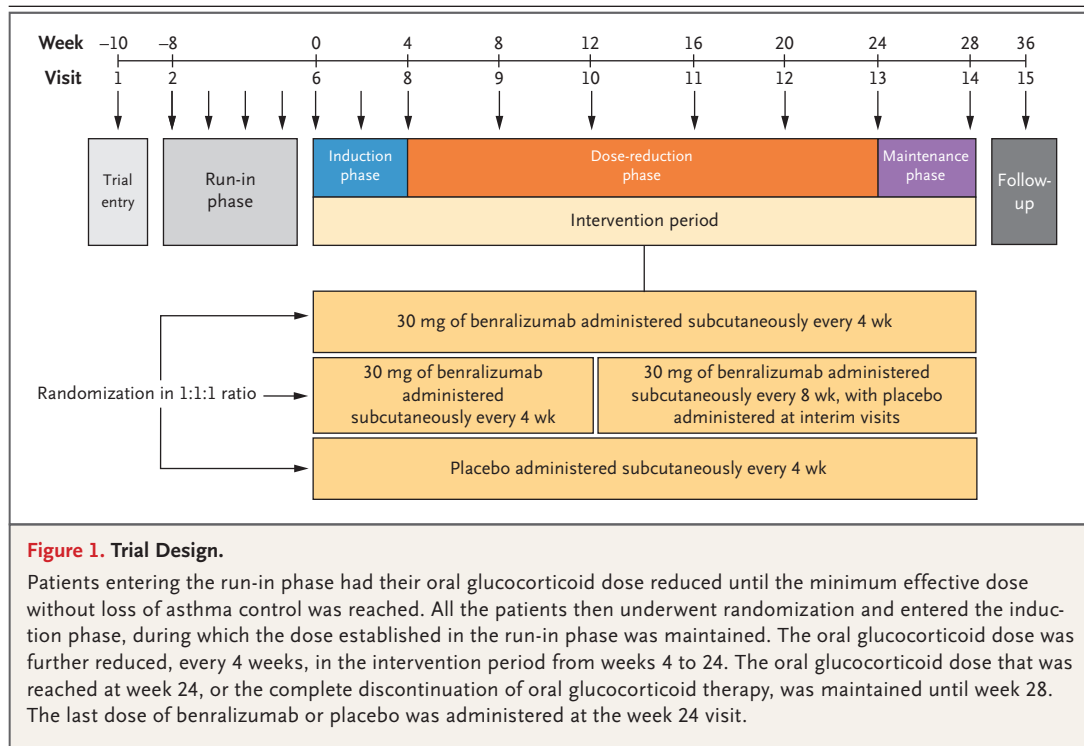 Week –10 –8 0 4 8 12 16 20 24 28 36
Visit 1 2 6 8 9 10 11 12 13 14 15
Trial
entry
Run-in
phase
Induction
phase
Dose-reduction
phase
Maintenance
phase
Follow-
up
Intervention period
30 mg of benralizumab administered subcutaneously every 4 wk
Randomization in 1:1:1 ratio
30 mg of benralizumab
administered
subcutaneously every 4 wk
30 mg of benralizumab administered
subcutaneously every 8 wk, with placebo
administered at interim visits
Placebo administered subcutaneously every 4 wk
Figure 1. Trial Design.
Patients entering the run-in phase had their oral glucocorticoid dose reduced until the minimum effective dose
without loss of asthma control was reached. All the patients then underwent randomization and entered the induc-
tion phase, during which the dose established in the run-in phase was maintained. The oral glucocorticoid dose was
further reduced, every 4 weeks, in the intervention period from weeks 4 to 24. The oral glucocorticoid dose that was
reached at week 24, or the complete discontinuation of oral glucocorticoid therapy, was maintained until week 28.
The last dose of benralizumab or placebo was administered at the week 24 visit.